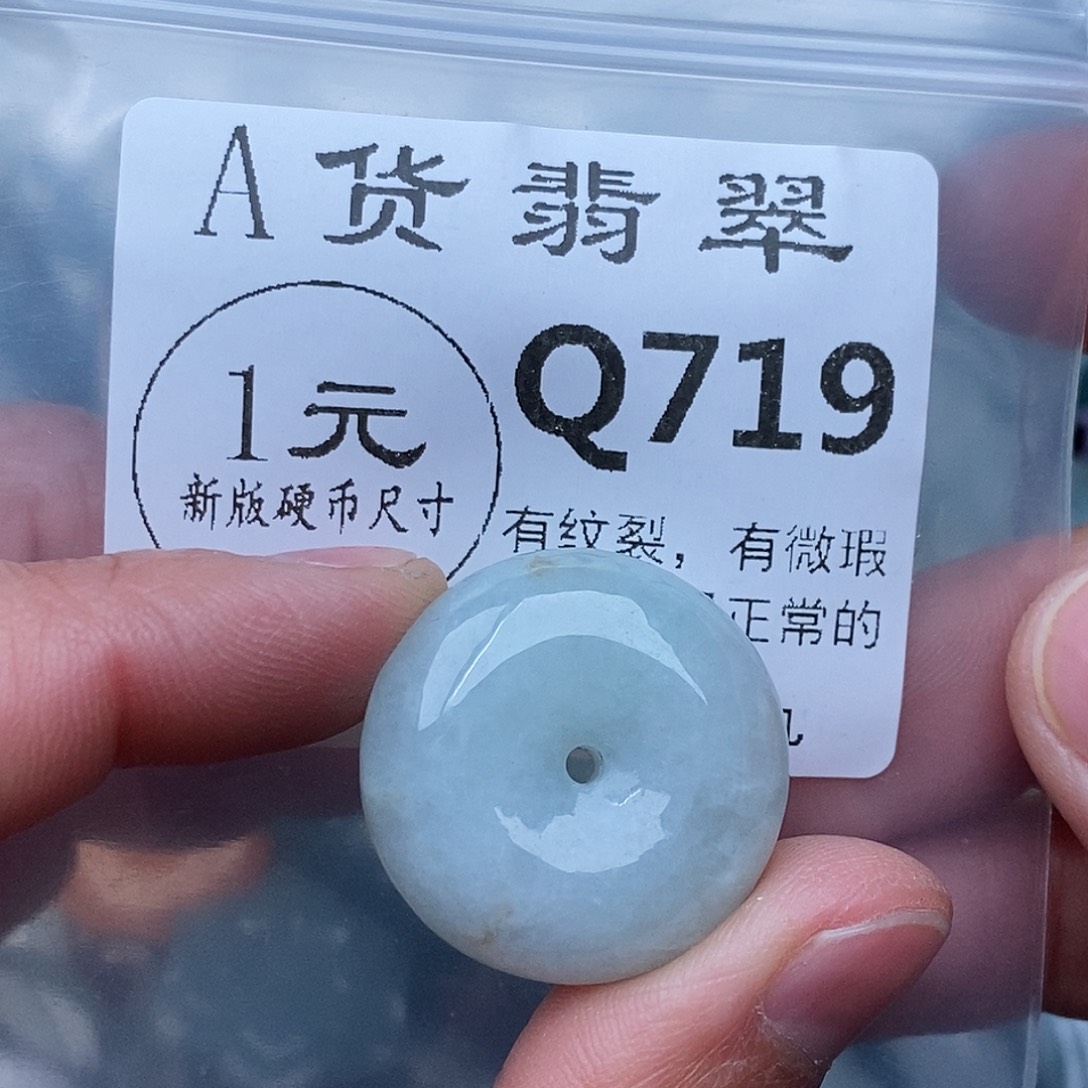 A货翡翠
1元
新版硬币尺寸
Q719
有纹裂，有微瑕
正常的